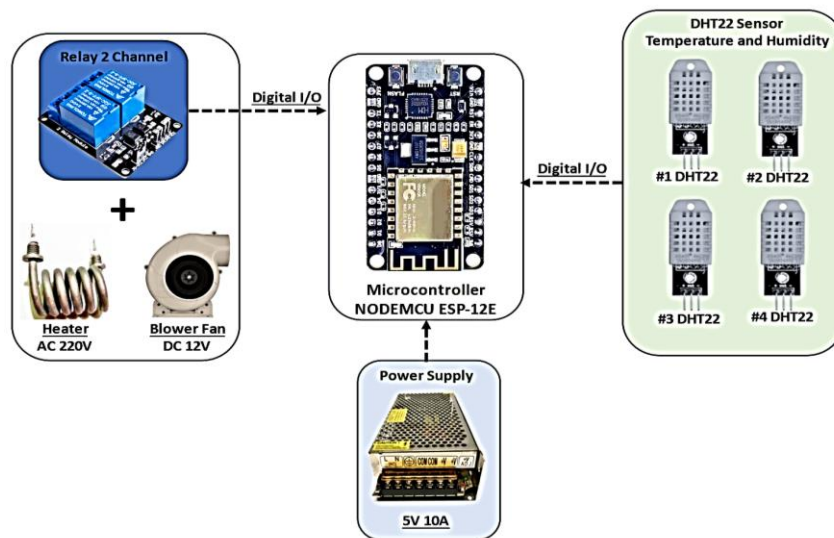 Relay 2 Channel
Heater
AC 220V
Blower Fan
DC 12V
Digital I/O
Microcontroller
NODEMCU ESP-12E
Power Supply
5V 10A
Digital I/O
DHT22 Sensor
Temperature and Humidity
#1 DHT22
#2 DHT22
#3 DHT22
#4 DHT22